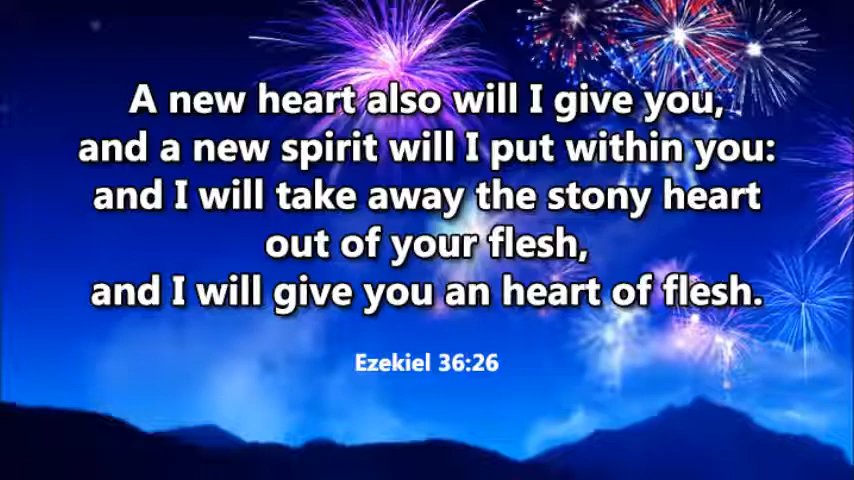 A new heart also will I give you,
and a new spirit will I put within you:
and I will take away the stony heart
out of your flesh,
and I will give you an heart of flesh.
Ezekiel 36:26